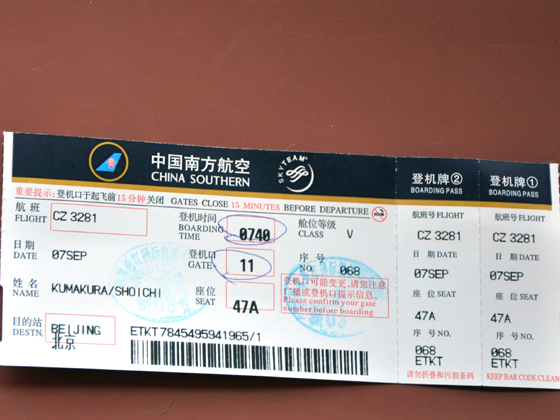 中国南方航空
CHINA SOUTHERN
SKYTEAM
登机牌② BOARDING PASS
登机牌① BOARDING PASS
重要提示:登机口于起飞前15分钟关闭 GATES CLOSE 15 MINUTES BEFORE DEPARTURE
航班 FLIGHT CZ 3281
登机时间 BOARDING TIME 0740
舱位等级 CLASS V
日期 DATE 07SEP
登机口 GATE 11
序号 NO. 068
姓名 NAME KUMAKURA/SHOICHI
座位 SEAT 47A
登机口可能变更,请您注意
广播或登机口提示信息。
Please confirm your gate
number before boarding
目的站 DESTN. BEIJING
北京
ETKT 7845495941965/1
航班号 FLIGHT
CZ 3281
日期 DATE
07SEP
座位 SEAT
47A
序号 NO.
068
ETKT
请勿折叠和污损条码
航班号 FLIGHT
CZ 3281
日期 DATE
07SEP
座位 SEAT
47A
序号 NO.
068
ETKT
KEEP BAR CODE CLEAN